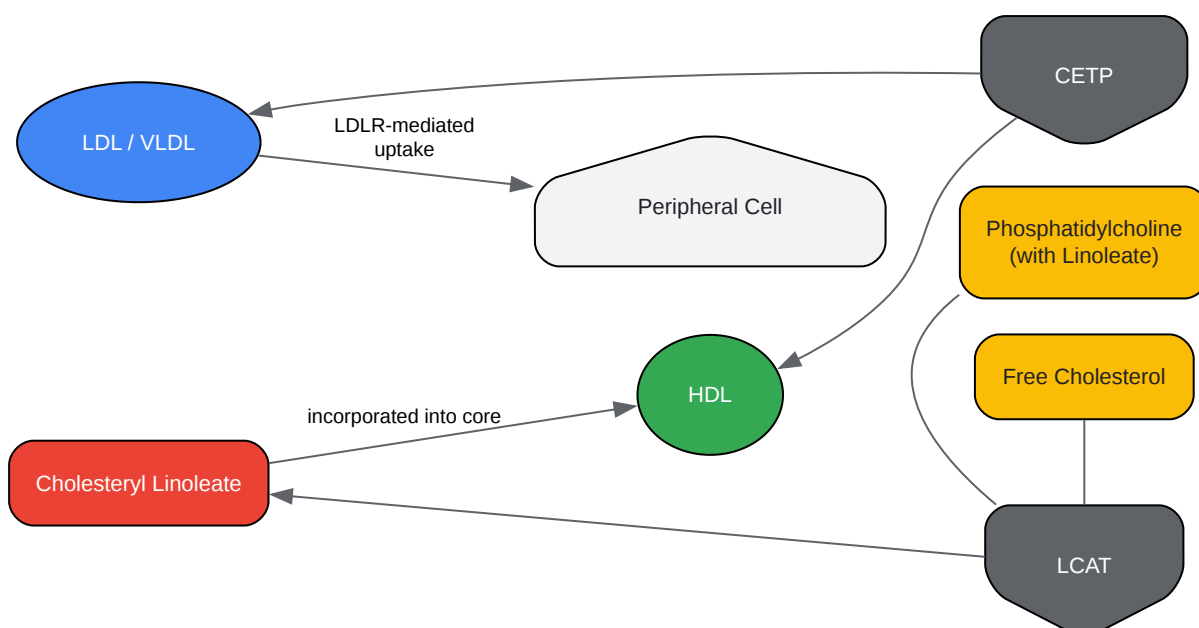 CETP
LDL / VLDL
LDLR-mediated
uptake
Peripheral Cell
Phosphatidylcholine
(with Linoleate)
Free Cholesterol
HDL
incorporated into core
Cholesteryl Linoleate
LCAT